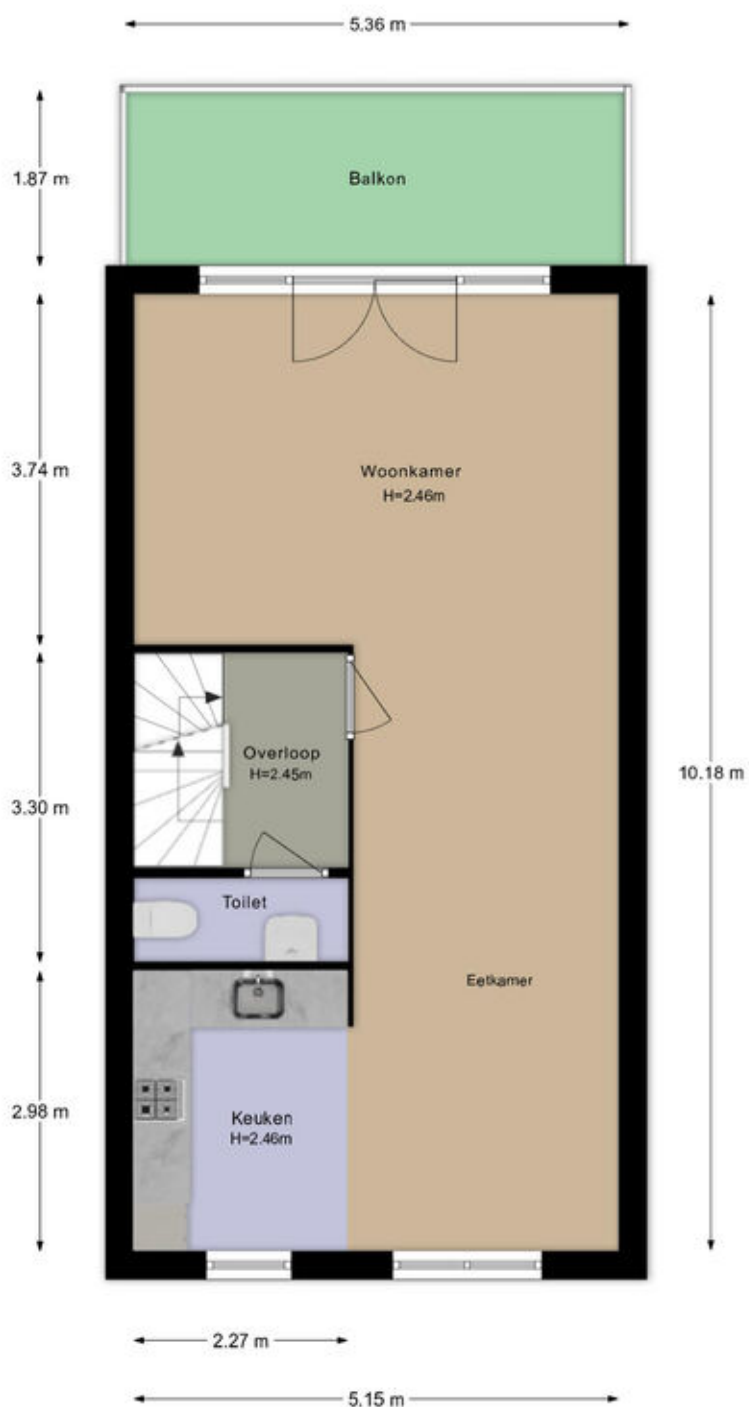 5.36 m
1.87 m
Balkon
3.74 m
Woonkamer
H=2.46m
Overloop
H=2.45m
10.18 m
3.30 m
Toilet
Eetkamer
2.98 m
Keuken
H=2.46m
2.27 m
5.15 m